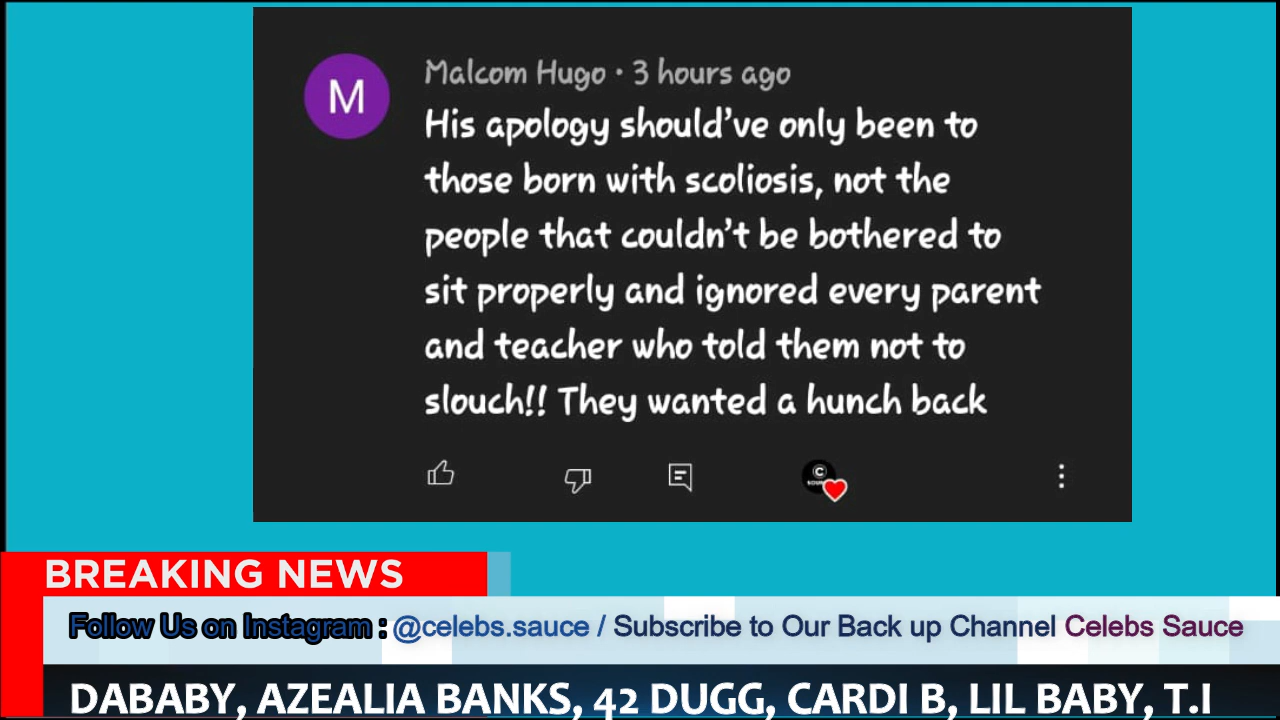 M
Malcom Hugo · 3 hours ago
His apology should've only been to
those born with scoliosis, not the
people that couldn't be bothered to
sit properly and ignored every parent
and teacher who told them not to
slouch!! They wanted a hunch back
C
BREAKING NEWS
Follow Us on Instagram : @celebs.sauce / Subscribe to Our Back up Channel Celebs Sauce
DABABY, AZEALIA BANKS, 42 DUGG, CARDI B, LIL BABY, T.I